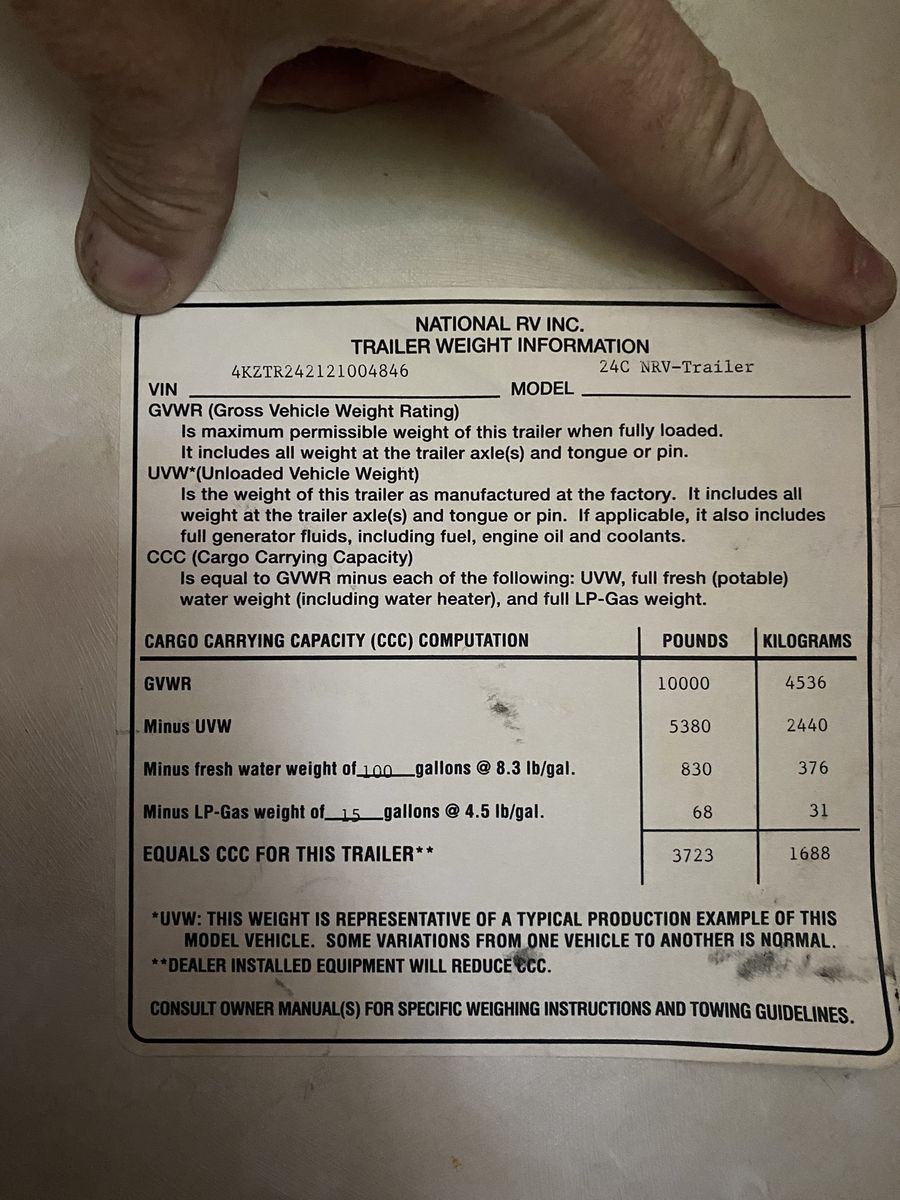 NATIONAL RV INC.
TRAILER WEIGHT INFORMATION
VIN 4KZTR242121004846 MODEL 24C NRV-Trailer
GVWR (Gross Vehicle Weight Rating)
Is maximum permissible weight of this trailer when fully loaded.
It includes all weight at the trailer axle(s) and tongue or pin.
UVW*(Unloaded Vehicle Weight)
Is the weight of this trailer as manufactured at the factory. It includes all
weight at the trailer axle(s) and tongue or pin. If applicable, it also includes
full generator fluids, including fuel, engine oil and coolants.
CCC (Cargo Carrying Capacity)
Is equal to GVWR minus each of the following: UVW, full fresh (potable)
water weight (including water heater), and full LP-Gas weight.
CARGO CARRYING CAPACITY (CCC) COMPUTATION POUNDS KILOGRAMS
GVWR 10000 4536
Minus UVW 5380 2440
Minus fresh water weight of 100 gallons @ 8.3 lb/gal. 830 376
Minus LP-Gas weight of 15 gallons @ 4.5 lb/gal. 68 31
EQUALS CCC FOR THIS TRAILER** 3723 1688
*UVW: THIS WEIGHT IS REPRESENTATIVE OF A TYPICAL PRODUCTION EXAMPLE OF THIS
MODEL VEHICLE. SOME VARIATIONS FROM ONE VEHICLE TO ANOTHER IS NORMAL.
**DEALER INSTALLED EQUIPMENT WILL REDUCE CCC.
CONSULT OWNER MANUAL(S) FOR SPECIFIC WEIGHING INSTRUCTIONS AND TOWING GUIDELINES.